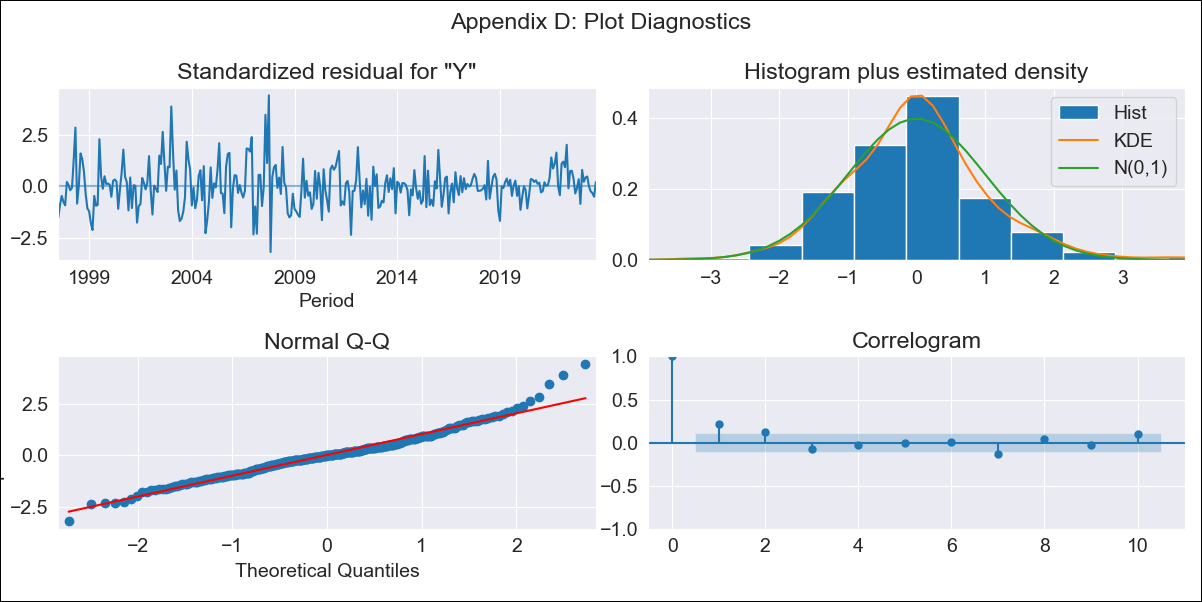 Appendix D: Plot Diagnostics
Standardized residual for "Y"
2.5
0.0
−2.5
1999 2004 2009 2014 2019
Period
Histogram plus estimated density
0.4
0.2
0.0
−3 −2 −1 0 1 2 3
Hist
KDE
N(0,1)
Normal Q-Q
2.5
0.0
−2.5
−2 −1 0 1 2
Theoretical Quantiles
Correlogram
1.0
0.5
0.0
−0.5
−1.0
0 2 4 6 8 10